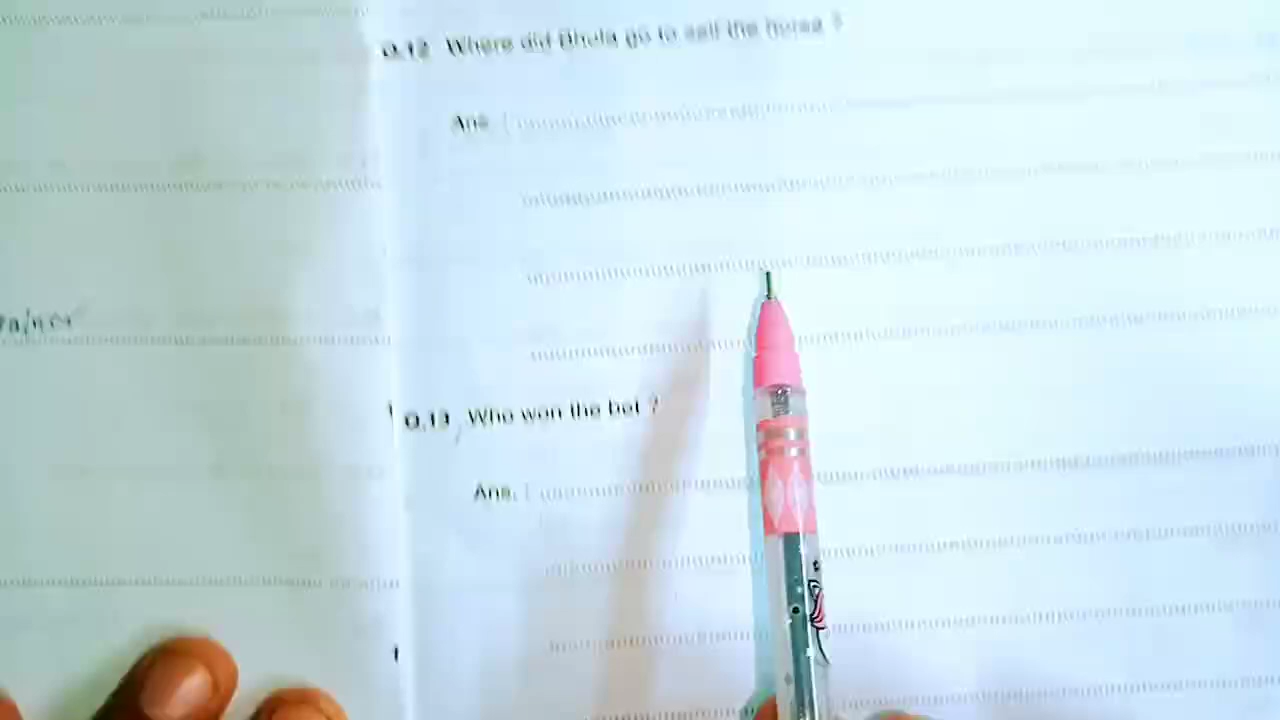 Q.12 Where did Bhola go to sell the horse ?
Ans.
Q.13 Who won the bet ?
Ans.